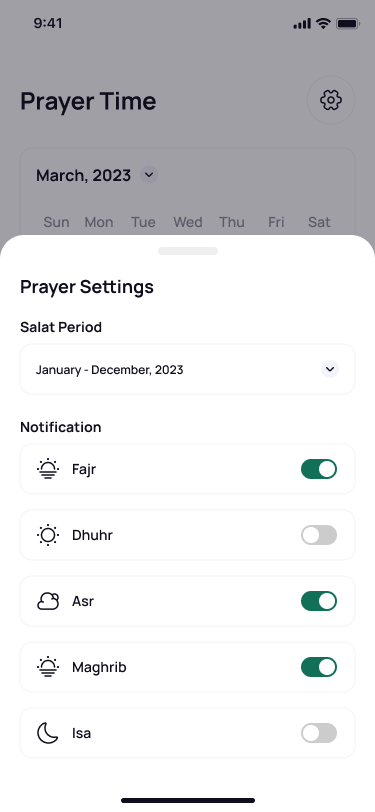 9:41
Prayer Time
March, 2023
Sun Mon Tue Wed Thu Fri Sat
Prayer Settings
Salat Period
January - December, 2023
Notification
Fajr
Dhuhr
Asr
Maghrib
Isa